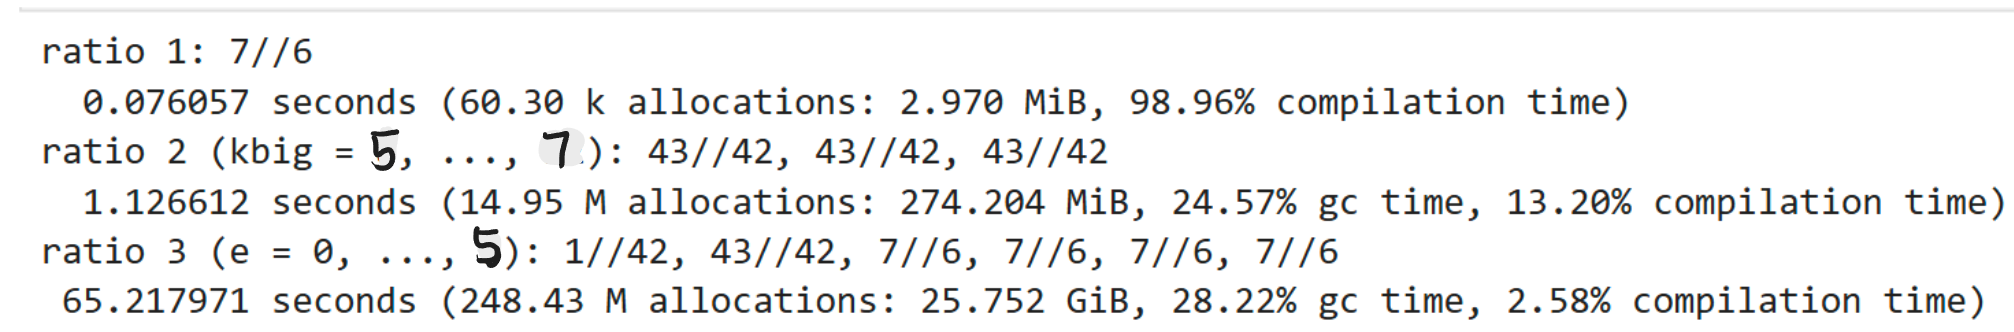 ratio 1: 7//6
0.076057 seconds (60.30 k allocations: 2.970 MiB, 98.96% compilation time)
ratio 2 (kbig = 5, ..., 7): 43//42, 43//42, 43//42
1.126612 seconds (14.95 M allocations: 274.204 MiB, 24.57% gc time, 13.20% compilation time)
ratio 3 (e = 0, ..., 5): 1//42, 43//42, 7//6, 7//6, 7//6, 7//6
65.217971 seconds (248.43 M allocations: 25.752 GiB, 28.22% gc time, 2.58% compilation time)